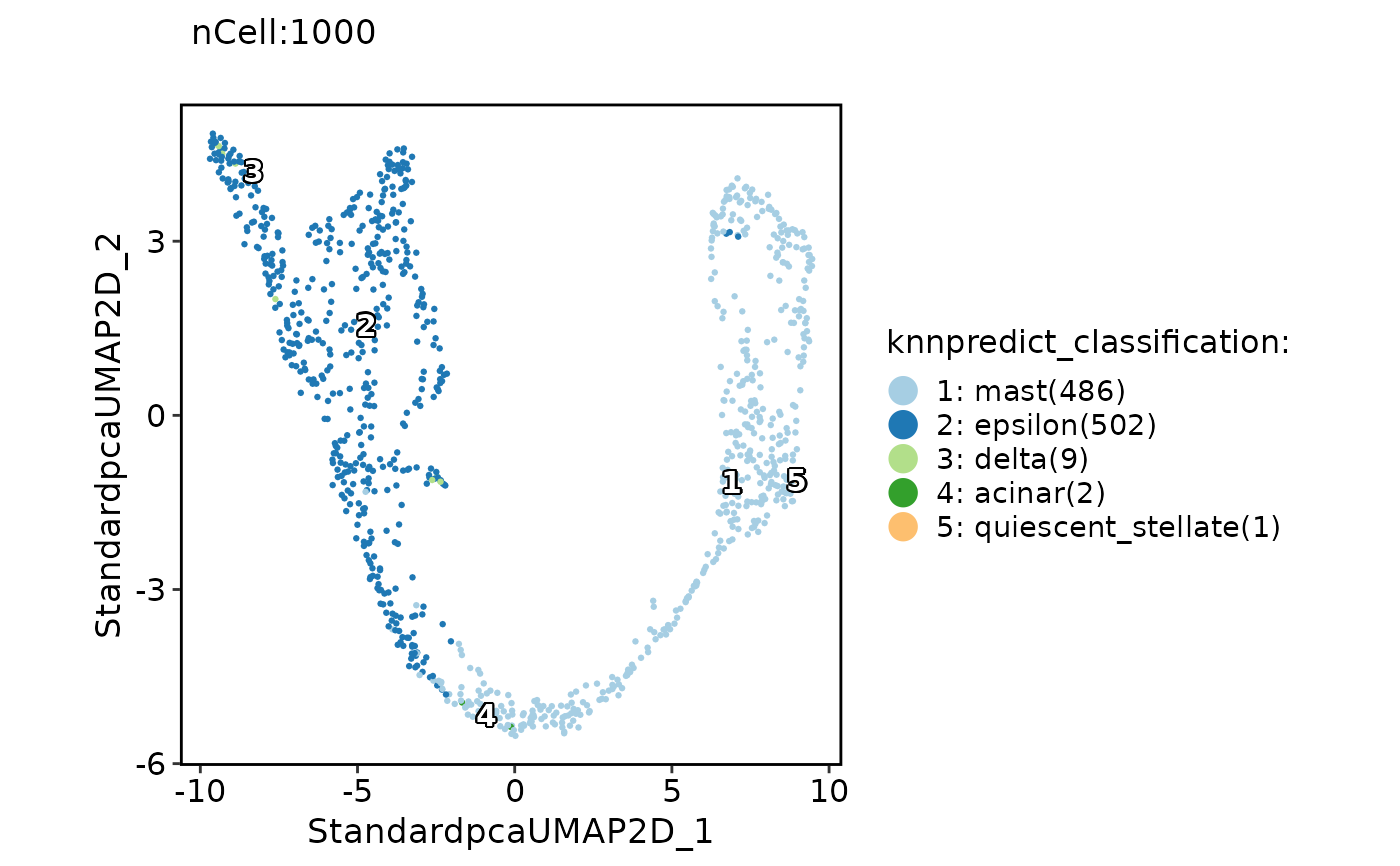 nCell:1000
3
2
1
5
4
3
0
-3
-6
-10
-5
0
5
10
StandardpcaUMAP2D_1
StandardpcaUMAP2D_2
knnpredict_classification:
1: mast(486)
2: epsilon(502)
3: delta(9)
4: acinar(2)
5: quiescent_stellate(1)